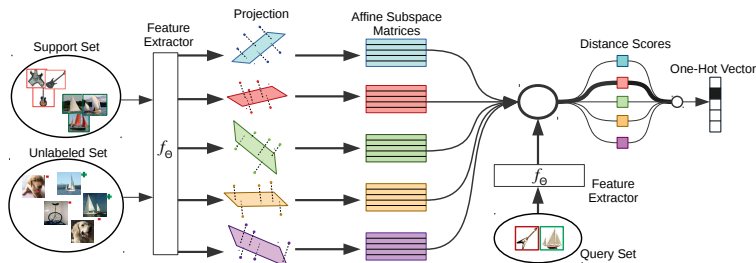 Support Set
Unlabeled Set
Feature
Extractor
f_Θ
Projection
Affine Subspace
Matrices
Distance Scores
One-Hot Vector
f_Θ
Feature
Extractor
Query Set